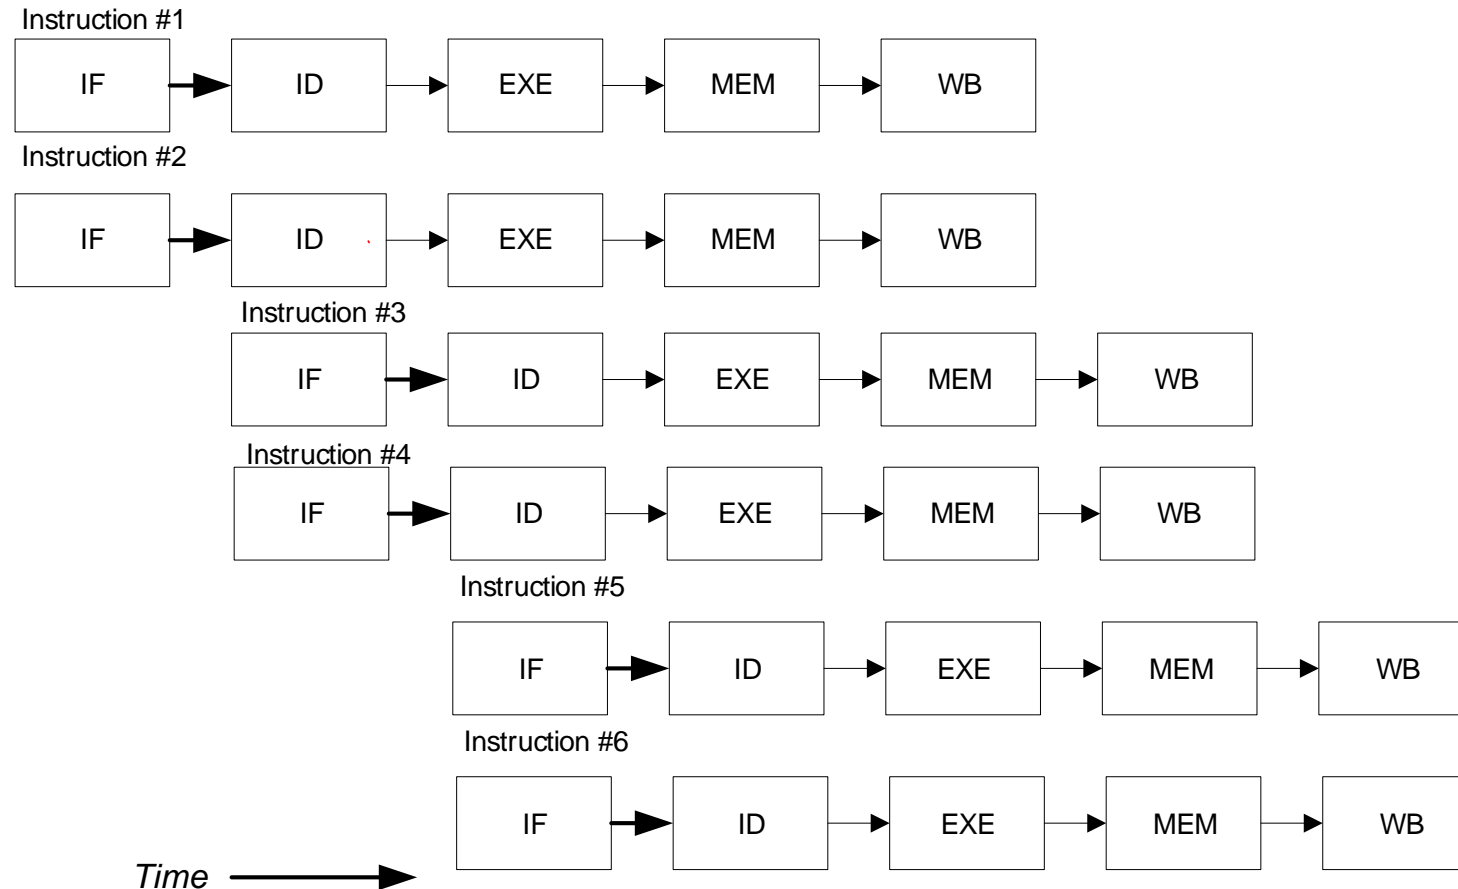 Instruction #1
IF ID EXE MEM WB
Instruction #2
IF ID EXE MEM WB
Instruction #3
IF ID EXE MEM WB
Instruction #4
IF ID EXE MEM WB
Instruction #5
IF ID EXE MEM WB
Instruction #6
IF ID EXE MEM WB
Time